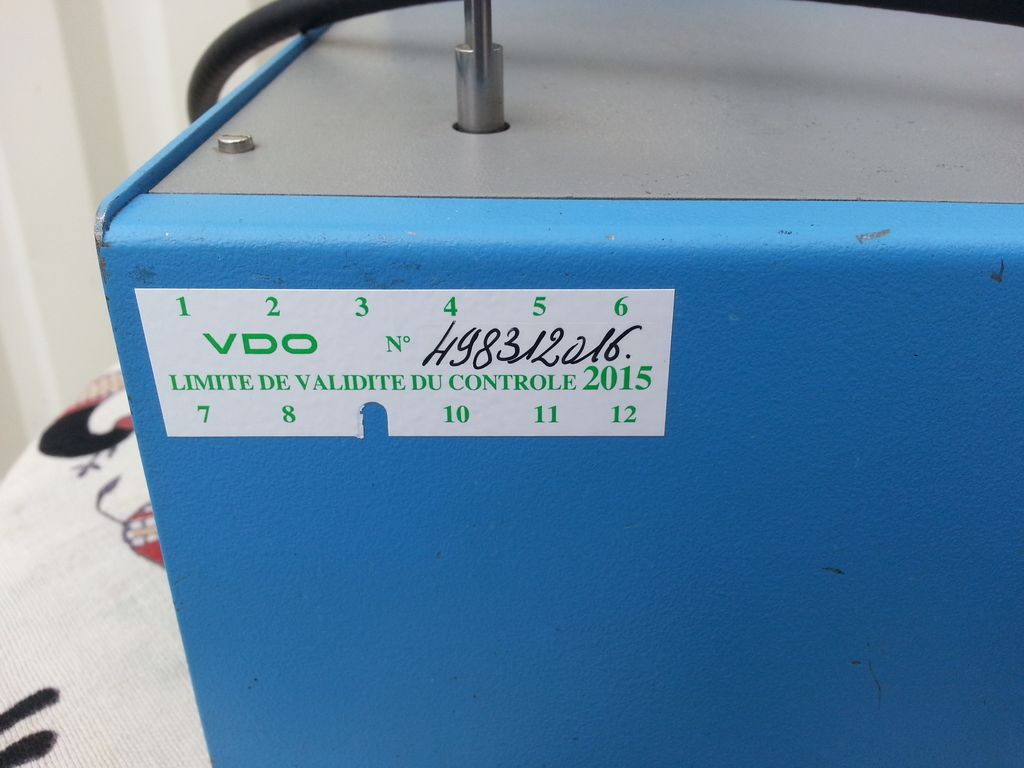 1 2 3 4 5 6
VDO N° 498312016.
LIMITE DE VALIDITE DU CONTROLE 2015
7 8 10 11 12